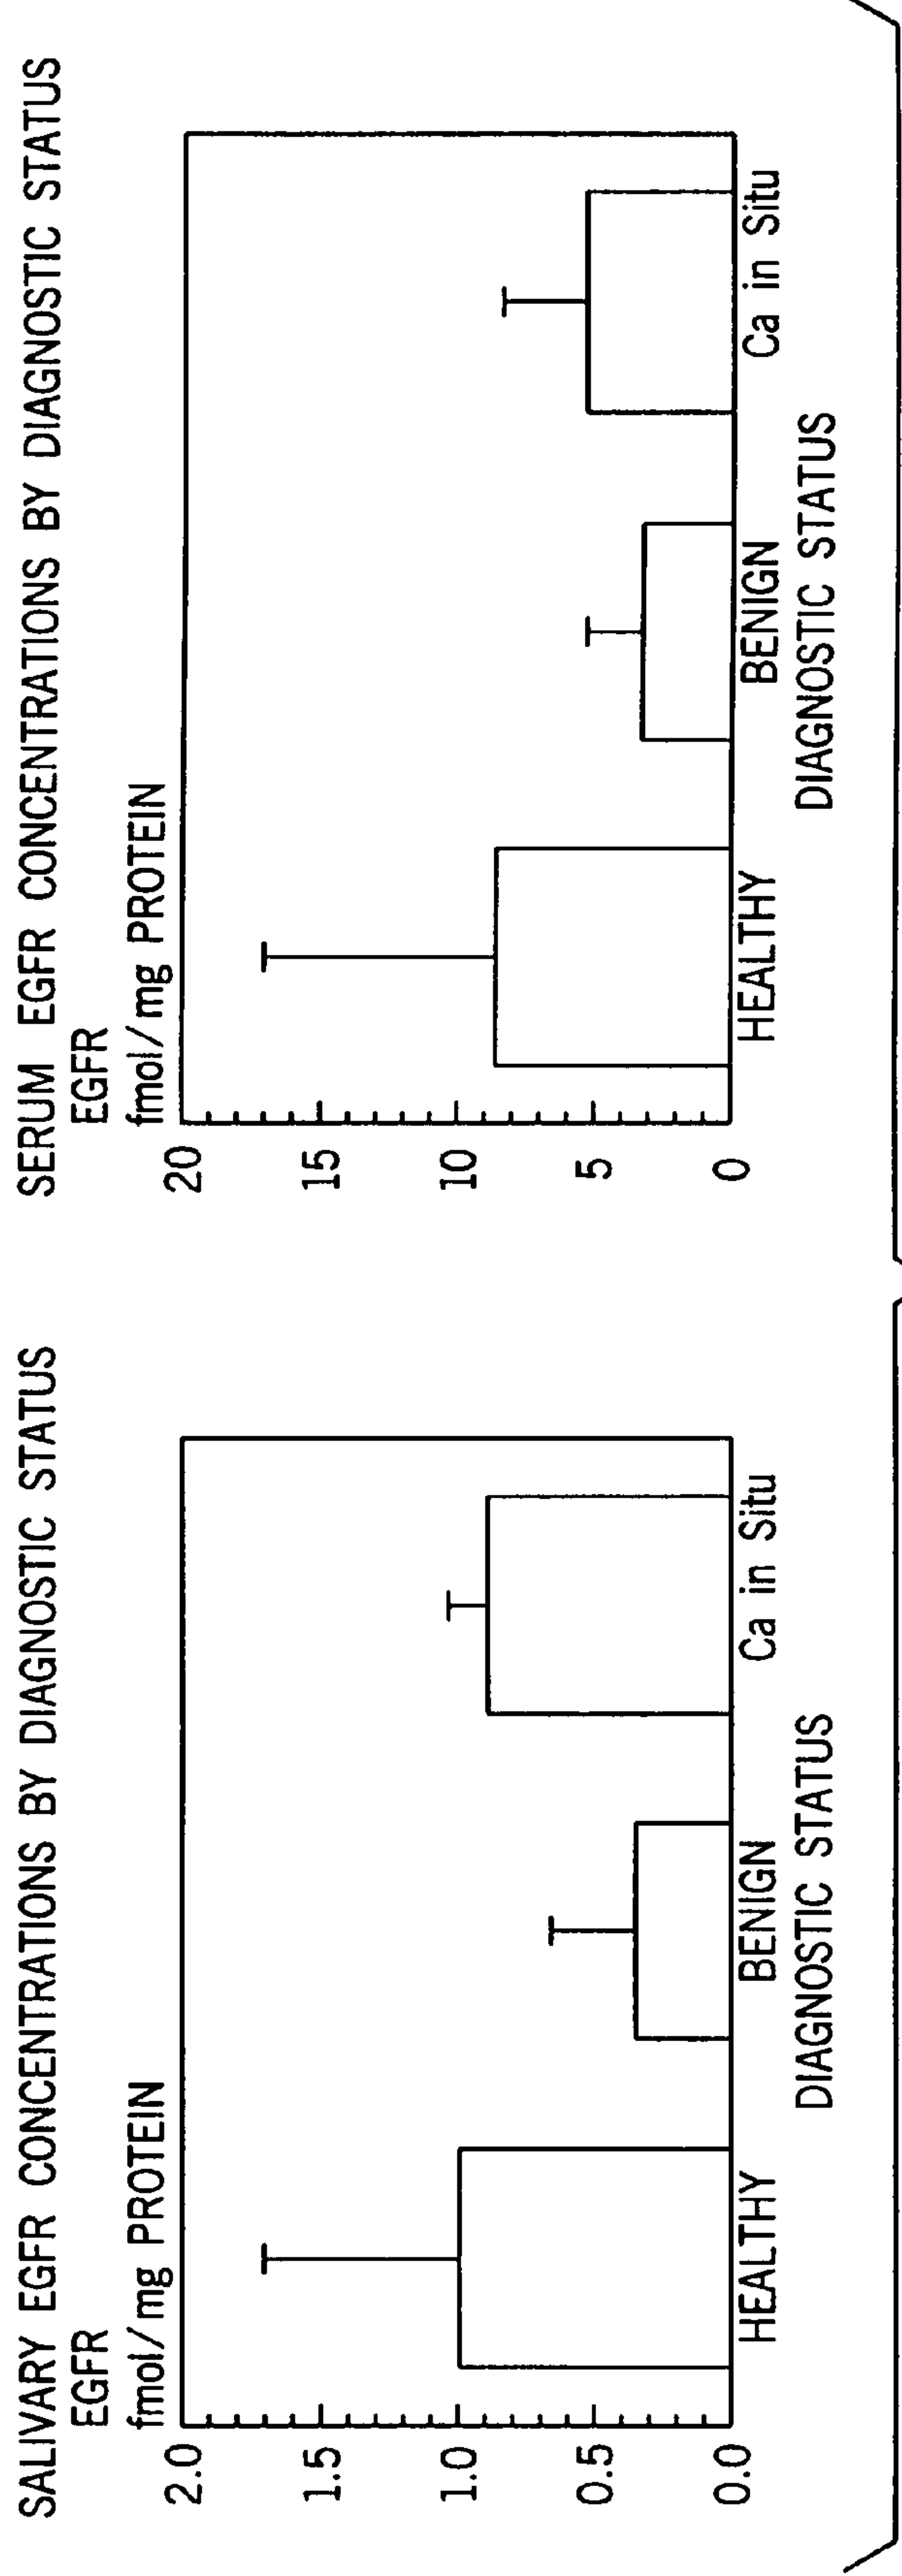 SALIVARY EGFR CONCENTRATIONS BY DIAGNOSTIC STATUS
EGFR
fmol/mg PROTEIN
2.0
1.5
1.0
0.5
0.0
HEALTHY
BENIGN
Ca in Situ
DIAGNOSTIC STATUS
SERUM EGFR CONCENTRATIONS BY DIAGNOSTIC STATUS
EGFR
fmol/mg PROTEIN
20
15
10
5
0
HEALTHY
BENIGN
Ca in Situ
DIAGNOSTIC STATUS